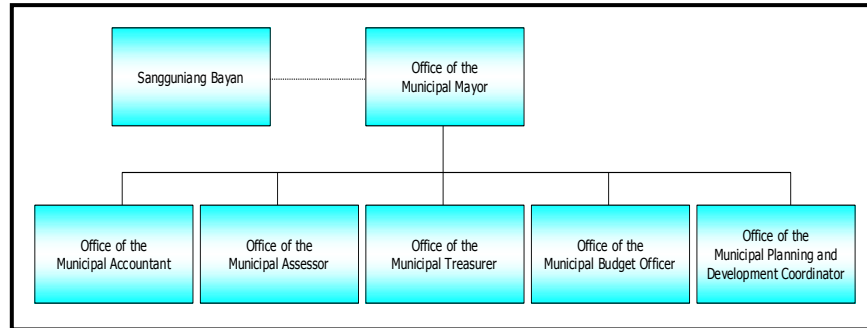 Sangguniang Bayan
Office of the
Municipal Mayor
Office of the
Municipal Accountant
Office of the
Municipal Assessor
Office of the
Municipal Treasurer
Office of the
Municipal Budget Officer
Office of the
Municipal Planning and
Development Coordinator